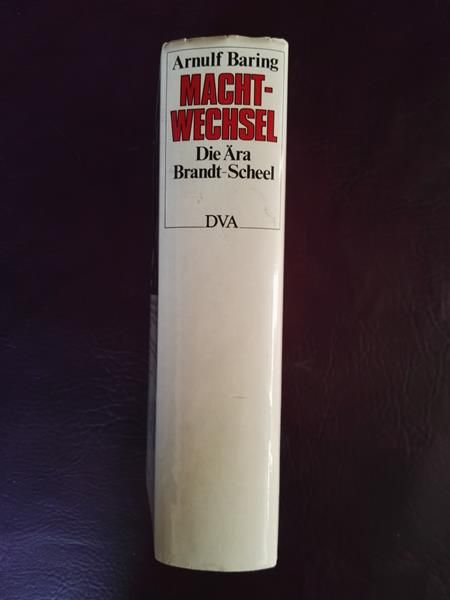 Arnulf Baring
MACHT-
WECHSEL
Die Ära
Brandt-Scheel
DVA